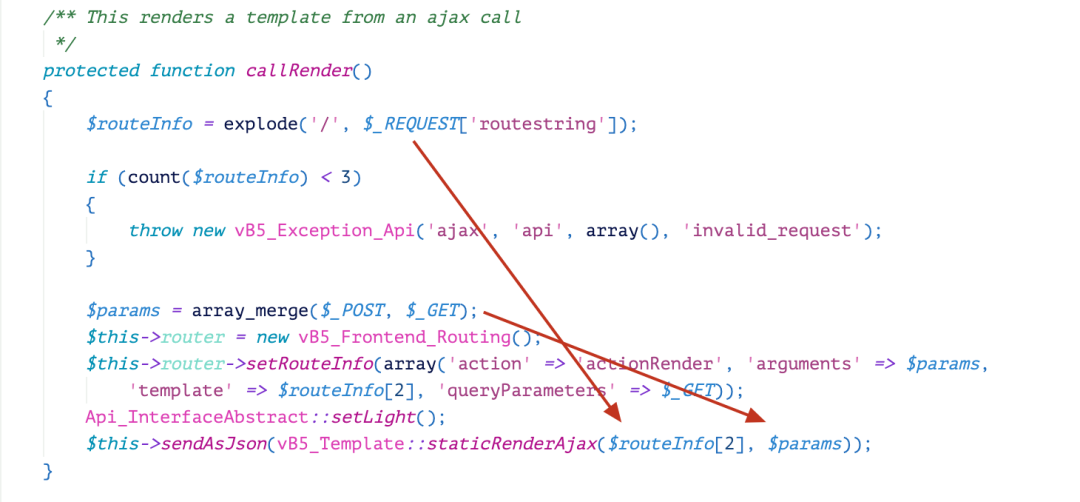 /** This renders a template from an ajax call
*/
protected function callRender()
{
$routeInfo = explode('/', $_REQUEST['routestring']);
if (count($routeInfo) < 3)
{
throw new vB5_Exception_Api('ajax', 'api', array(), 'invalid_request');
}
$params = array_merge($_POST, $_GET);
$this->router = new vB5_Frontend_Routing();
$this->router->setRouteInfo(array('action' => 'actionRender', 'arguments' => $params,
'template' => $routeInfo[2], 'queryParameters' => $_GET));
Api_InterfaceAbstract::setLight();
$this->sendAsJson(vB5_Template::staticRenderAjax($routeInfo[2], $params));
}